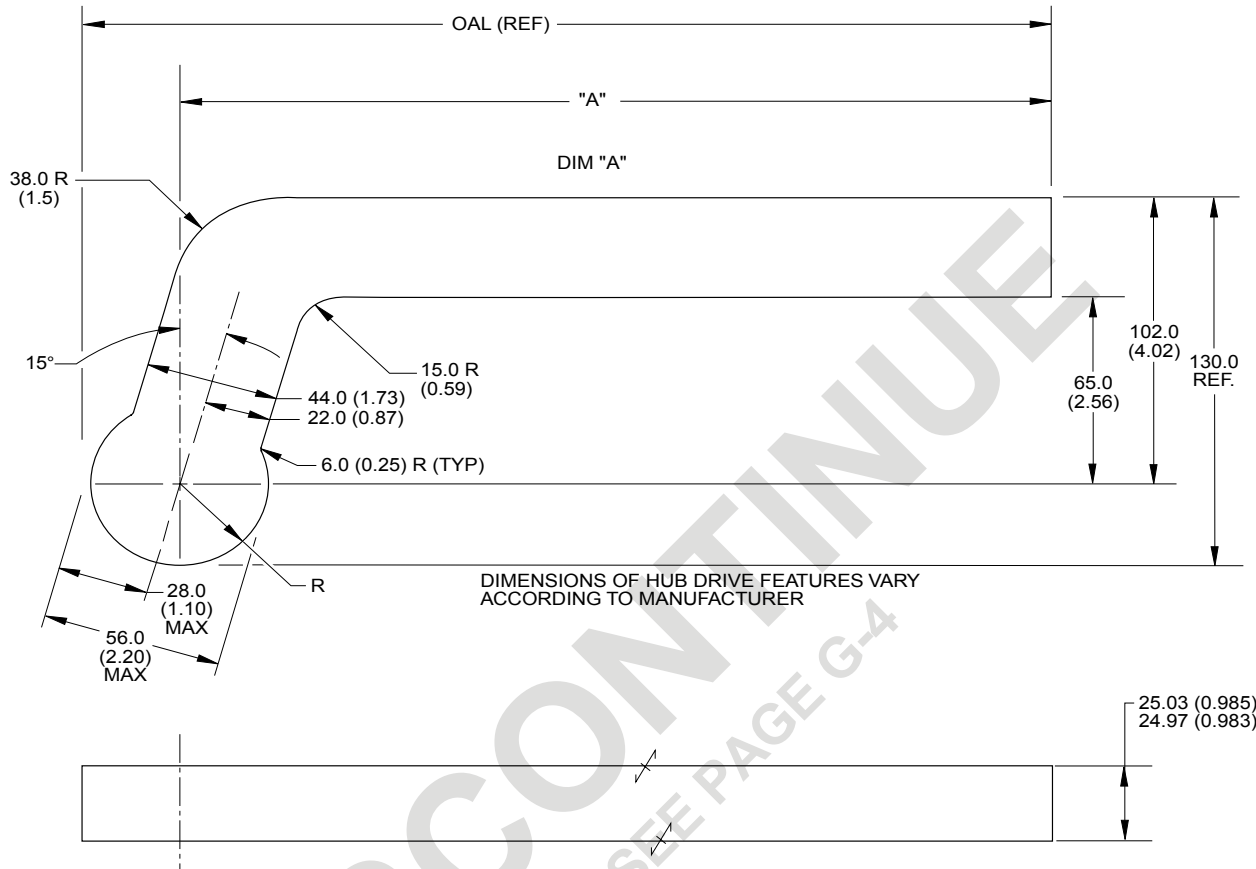 OAL (REF)
"A"
DIM "A"
38.0 R
(1.5)
15°
15.0 R
(0.59)
44.0 (1.73)
22.0 (0.87)
6.0 (0.25) R (TYP)
102.0
(4.02)
130.0
REF.
65.0
(2.56)
R
28.0
(1.10)
MAX
56.0
(2.20)
MAX
DIMENSIONS OF HUB DRIVE FEATURES VARY
ACCORDING TO MANUFACTURER
25.03 (0.985)
24.97 (0.983)
CONTINUE
SEE PAGE G-4